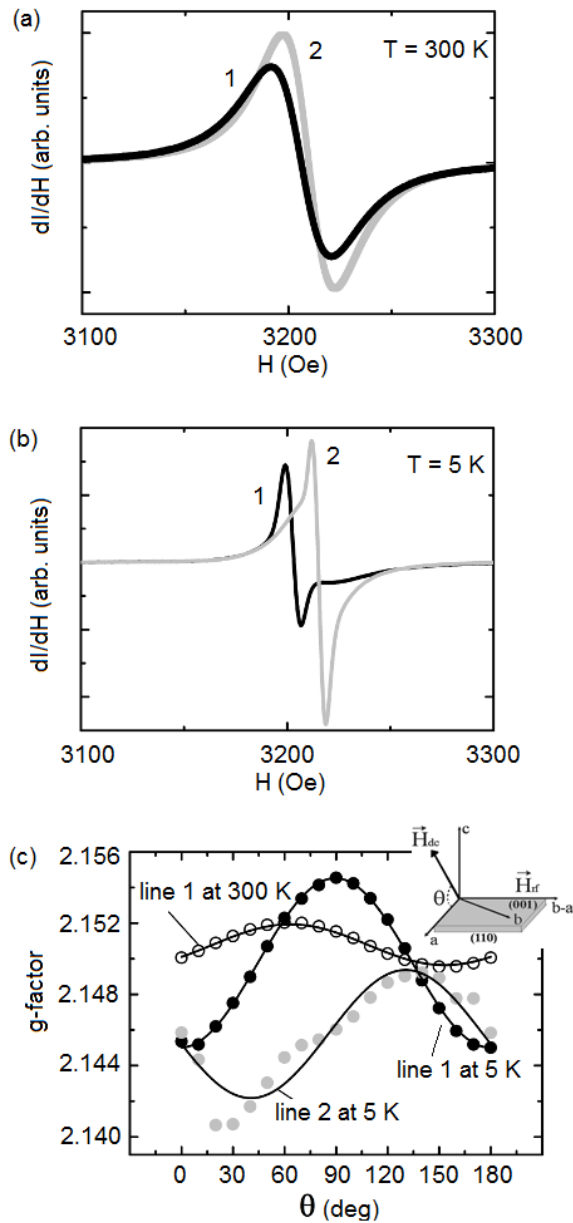 (a)
T = 300 K
1
2
dI/dH (arb. units)
3100
3200
3300
H (Oe)
(b)
T = 5 K
1
2
dI/dH (arb. units)
3100
3200
3300
H (Oe)
(c)
g-factor
2.156
2.152
2.148
2.144
2.140
line 1 at 300 K
line 1 at 5 K
line 2 at 5 K
c
H⃗dc
θ
H⃗rf
(001)
b-a
b
a
(110)
0
30
60
90
120
150
180
θ (deg)